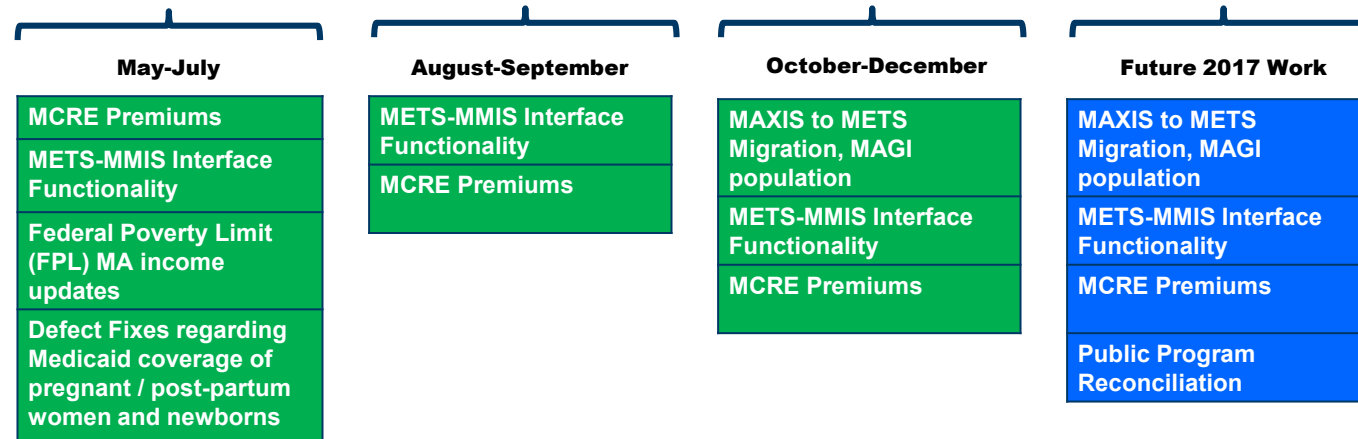 May-July
MCRE Premiums
METS-MMIS Interface
Functionality
Federal Poverty Limit
(FPL) MA income
updates
Defect Fixes regarding
Medicaid coverage of
pregnant / post-partum
women and newborns
August-September
METS-MMIS Interface
Functionality
MCRE Premiums
October-December
MAXIS to METS
Migration, MAGI
population
METS-MMIS Interface
Functionality
MCRE Premiums
Future 2017 Work
MAXIS to METS
Migration, MAGI
population
METS-MMIS Interface
Functionality
MCRE Premiums
Public Program
Reconciliation